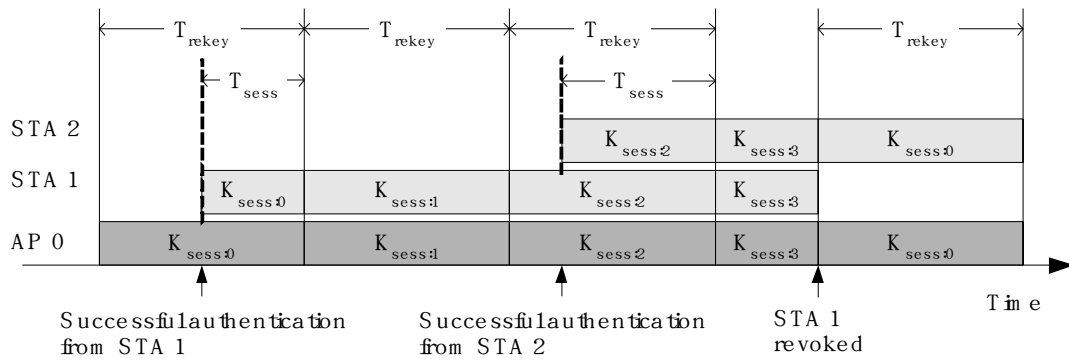 T rekey T rekey T rekey T rekey
T sess T sess
STA 2 K sess:2 K sess:3 K sess:0
STA 1 K sess:0 K sess:1 K sess:2 K sess:3
AP 0 K sess:0 K sess:1 K sess:2 K sess:3 K sess:0
Time
Successful authentication
from STA 1
Successful authentication
from STA 2
STA 1
revoked